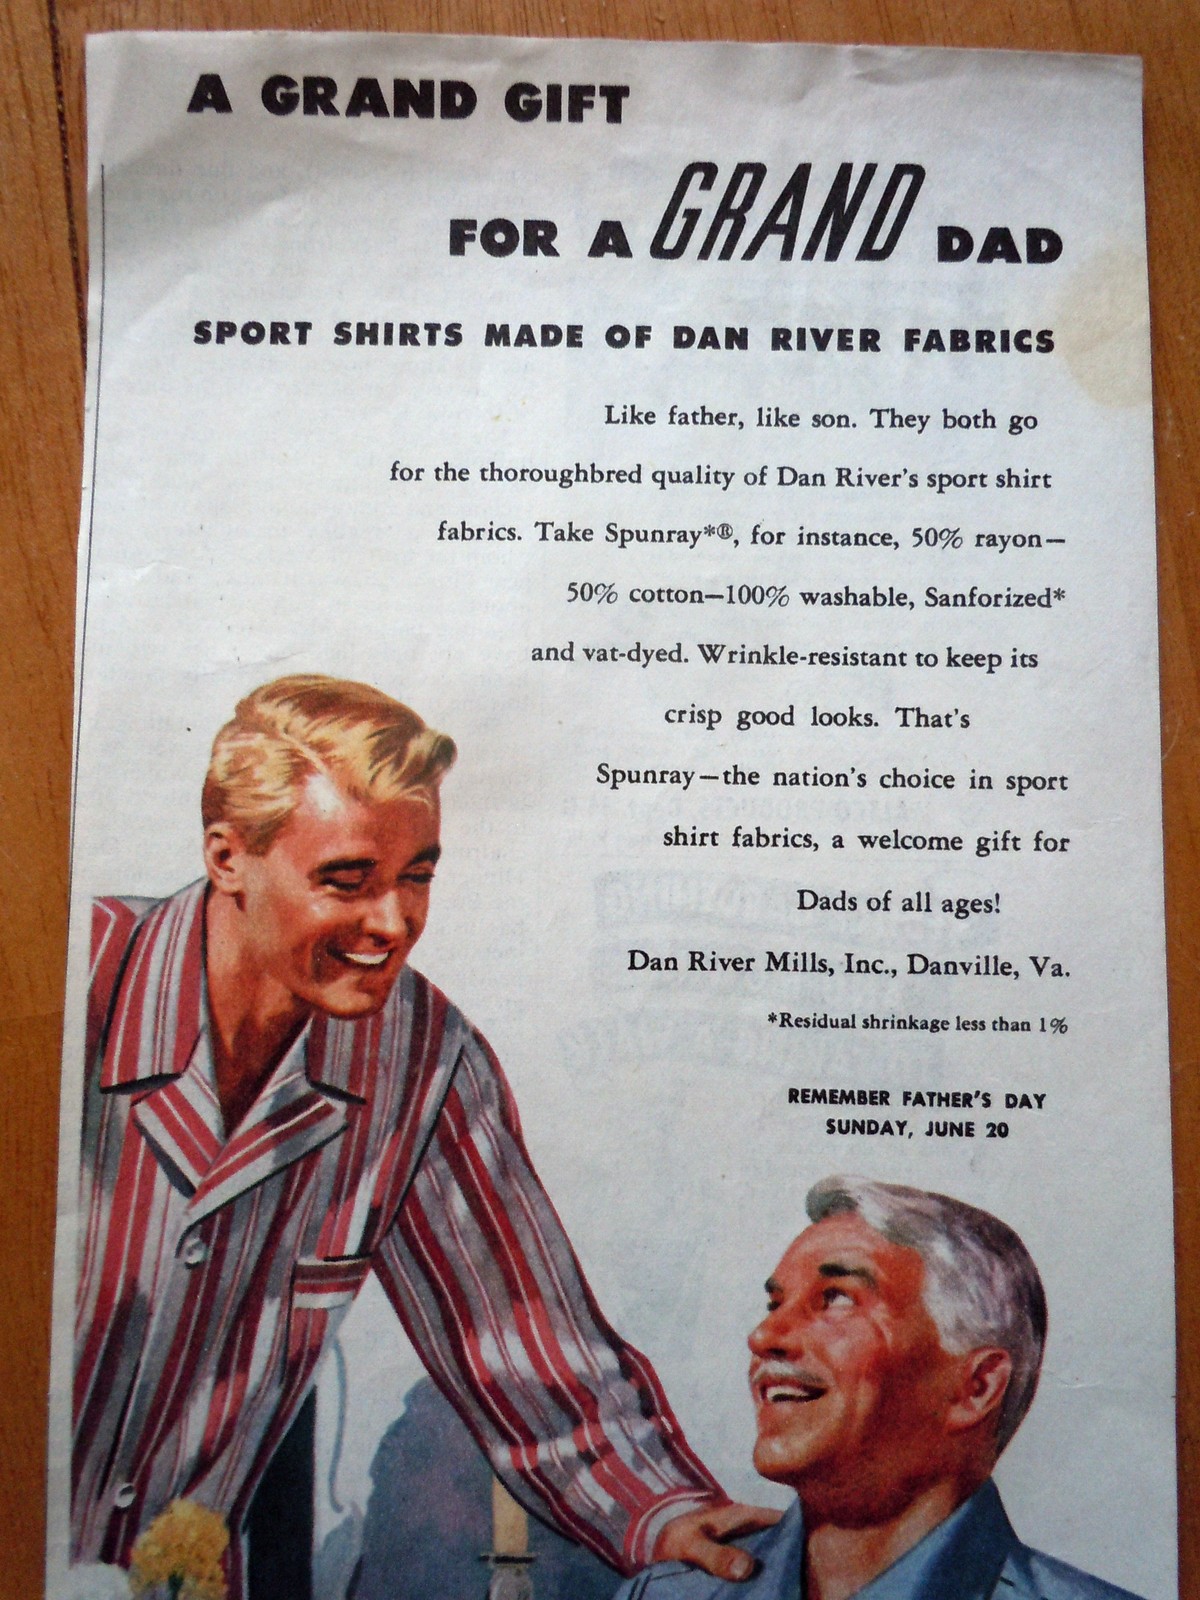 A GRAND GIFT
FOR A GRAND DAD
SPORT SHIRTS MADE OF DAN RIVER FABRICS
Like father, like son. They both go
for the thoroughbred quality of Dan River's sport shirt
fabrics. Take Spunray*®, for instance, 50% rayon—
50% cotton—100% washable, Sanforized*
and vat-dyed. Wrinkle-resistant to keep its
crisp good looks. That's
Spunray—the nation's choice in sport
shirt fabrics, a welcome gift for
Dads of all ages!
Dan River Mills, Inc., Danville, Va.
*Residual shrinkage less than 1%
REMEMBER FATHER'S DAY
SUNDAY, JUNE 20